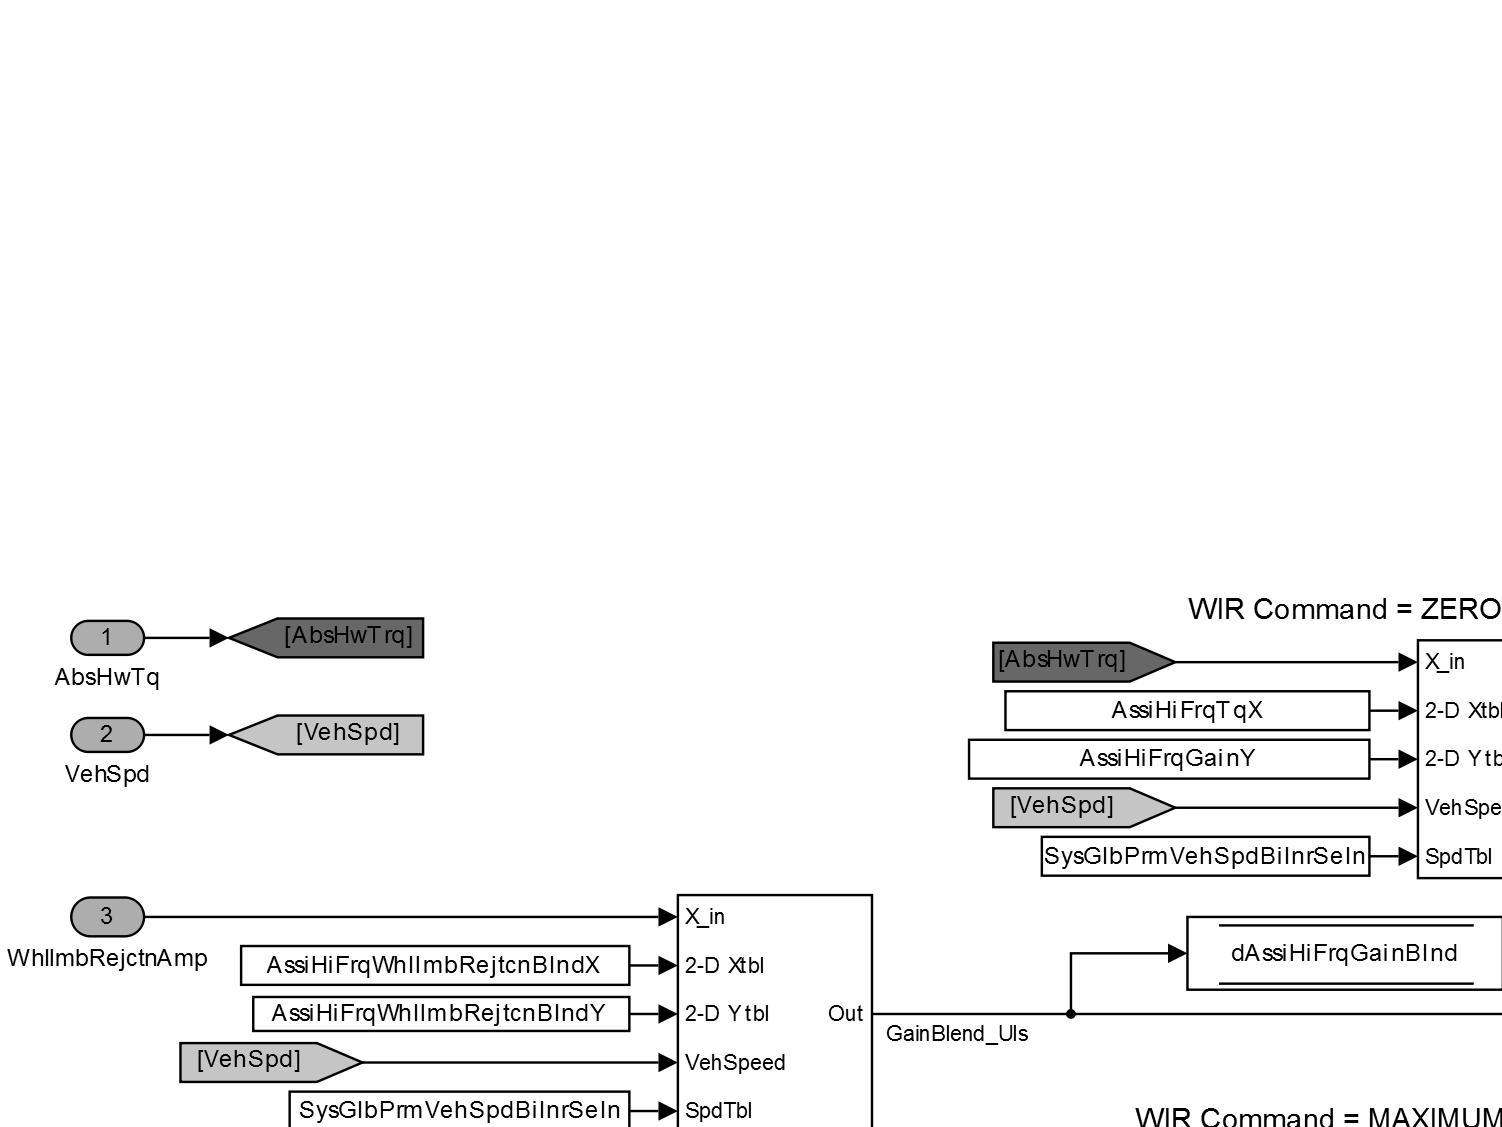 WIR Command = ZERO
1
[AbsHwTrq]
AbsHwTq
[AbsHwTrq]
X_in
AssiHiFrqTqX
2-D Xtbl
2
[VehSpd]
VehSpd
AssiHiFrqGainY
2-D Ytb
[VehSpd]
VehSpe
SysGlbPrmVehSpdBilnrSeln
SpdTbl
3
WhlImbRejctnAmp
X_in
AssiHiFrqWhlImbRejtcnBlndX
2-D Xtbl
dAssiHiFrqGainBlnd
AssiHiFrqWhlImbRejtcnBlndY
2-D Ytbl
Out
GainBlend_Uls
[VehSpd]
VehSpeed
SysGlbPrmVehSpdBilnrSeln
SpdTbl
WIR Command = MAXIMUM